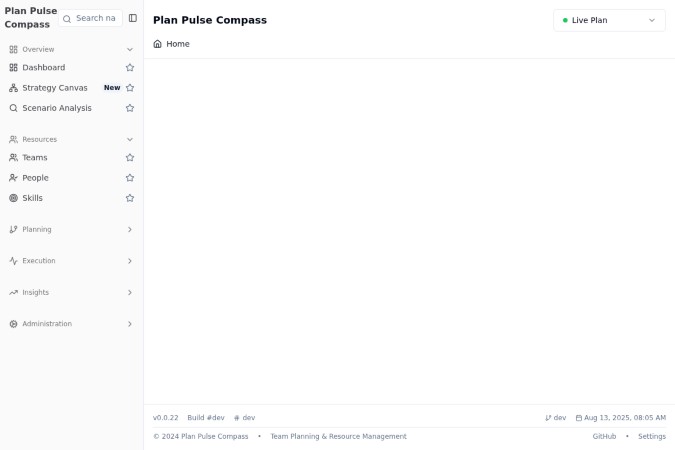 Plan Pulse
Compass
Search na
Overview
Dashboard
Strategy Canvas New
Scenario Analysis
Resources
Teams
People
Skills
Planning
Execution
Insights
Administration
Plan Pulse Compass
Live Plan
Home
v0.0.22 Build #dev # dev
dev Aug 13, 2025, 08:05 AM
© 2024 Plan Pulse Compass • Team Planning & Resource Management
GitHub • Settings